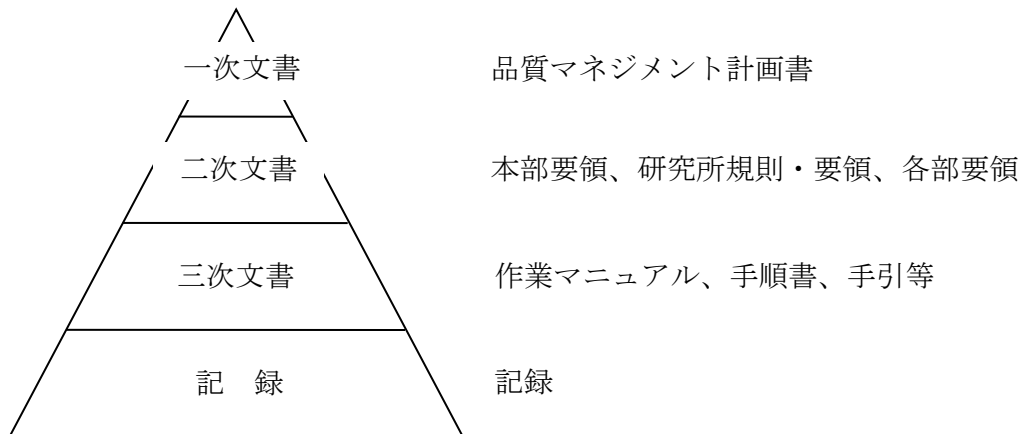 一次文書 品質マネジメント計画書
二次文書 本部要領、研究所規則・要領、各部要領
三次文書 作業マニュアル、手順書、手引等
記　録 記録